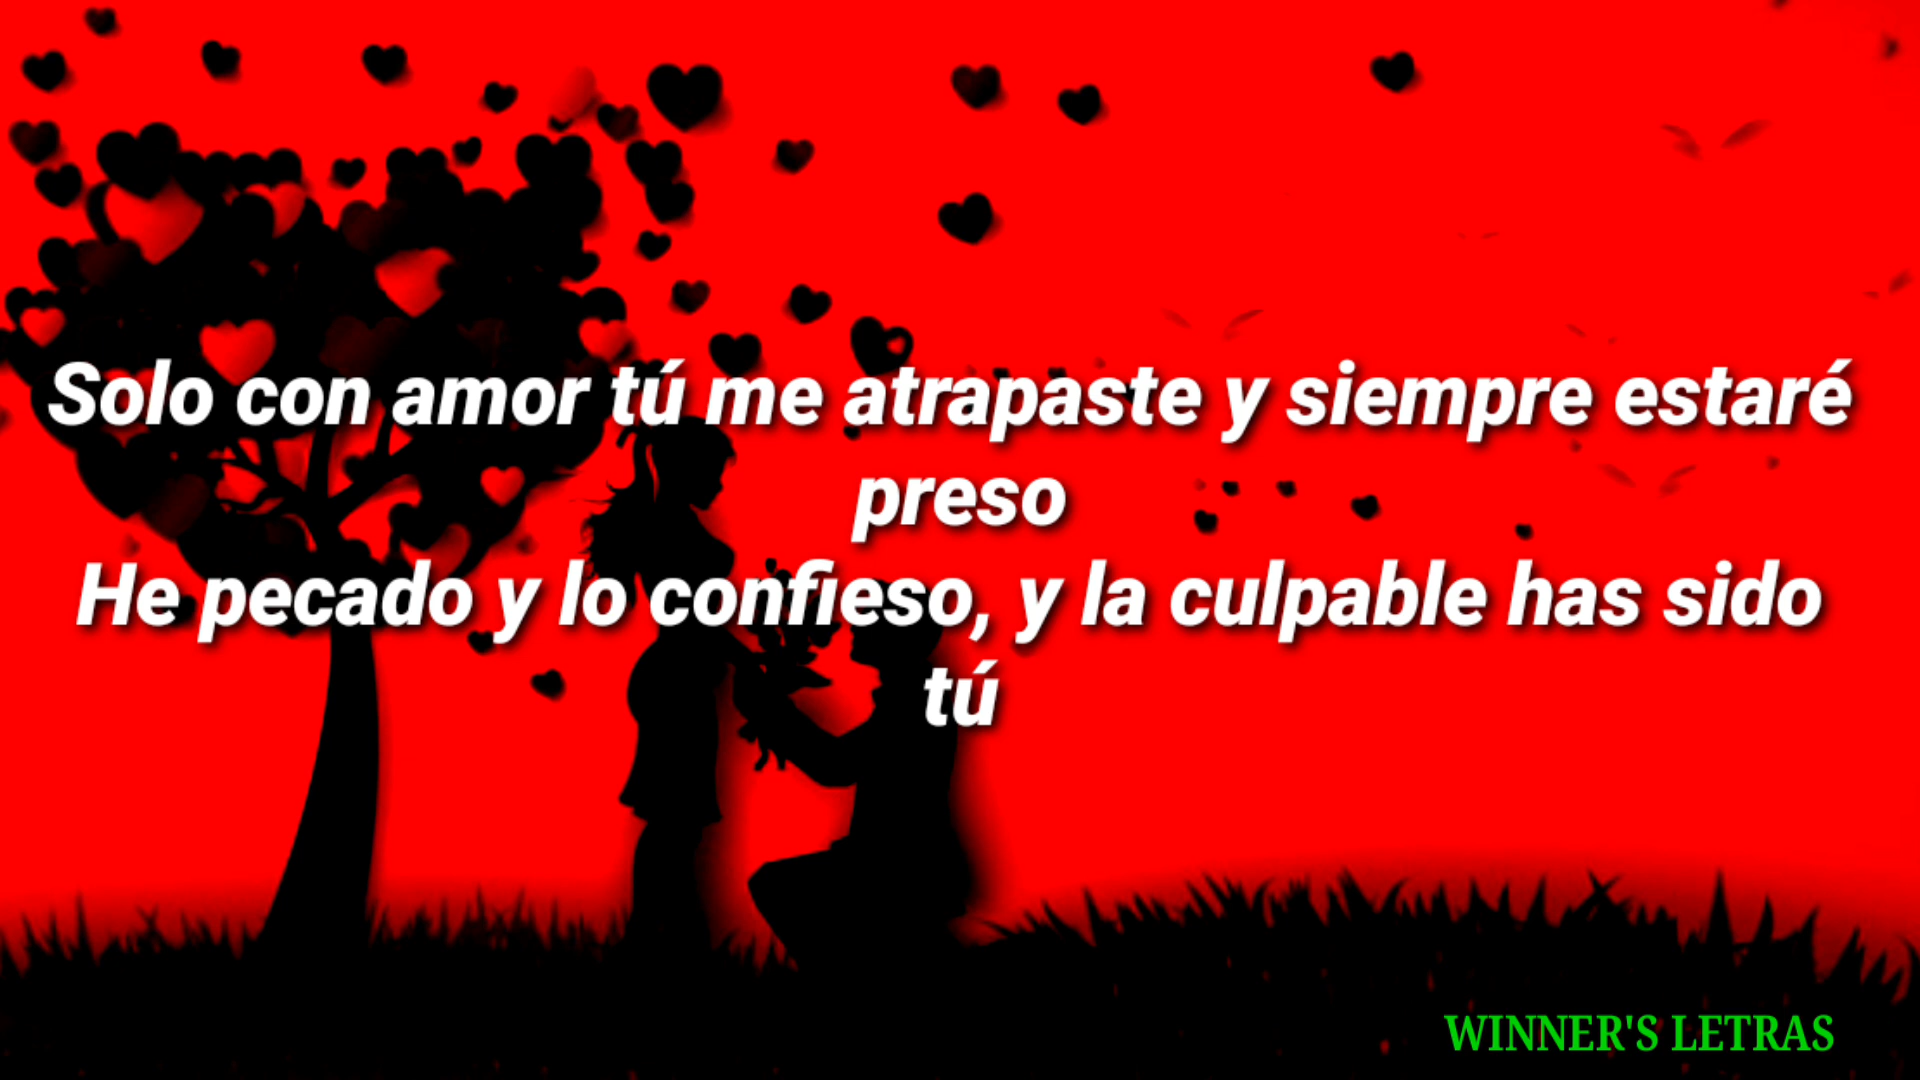 Solo con amor tú me atrapaste y siempre estaré
preso
He pecado y lo confieso, y la culpable has sido
tú
WINNER'S LETRAS